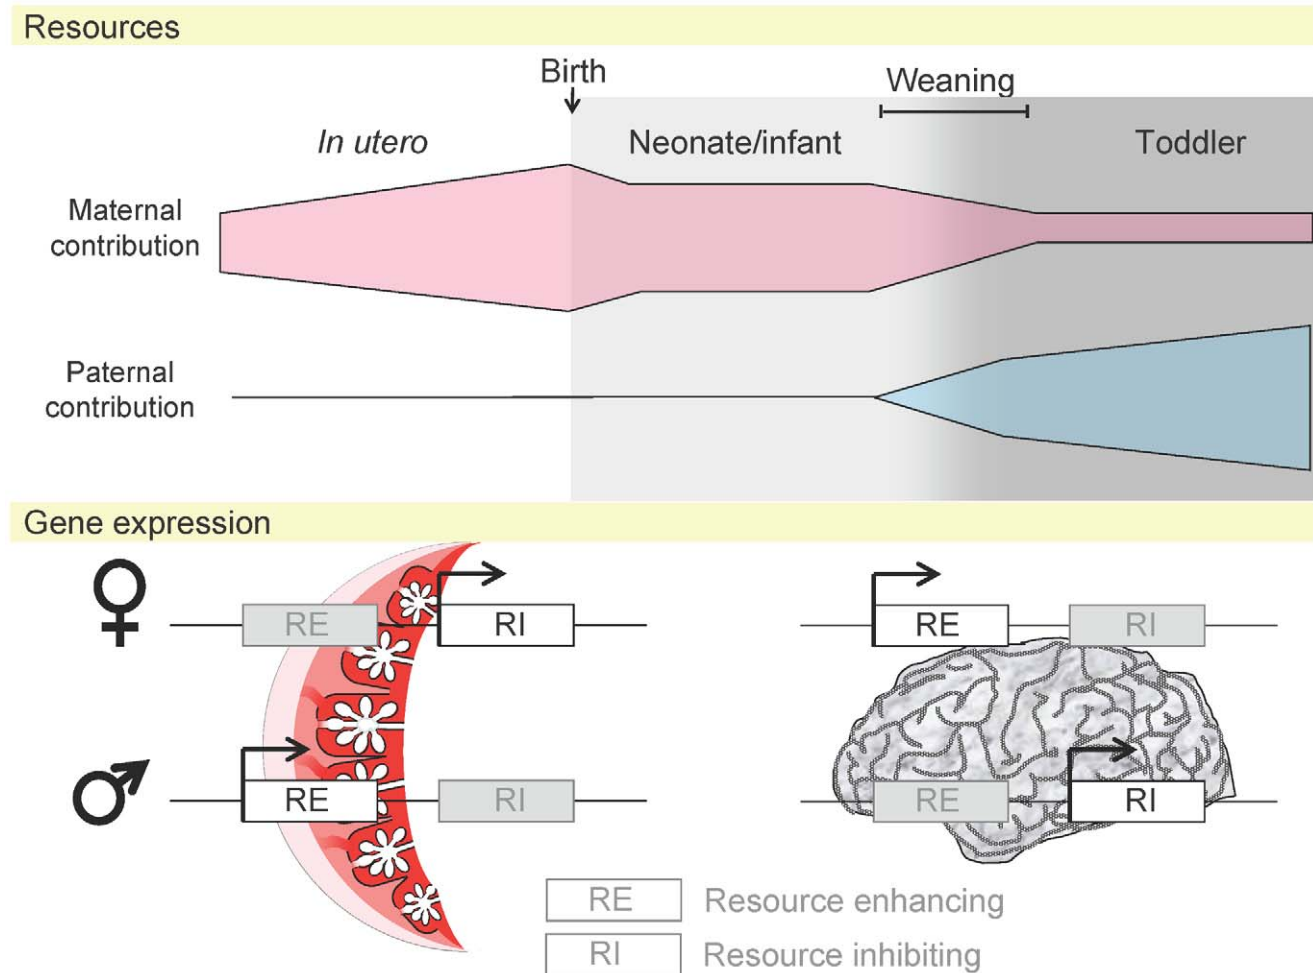 Resources
Birth
Weaning
In utero
Neonate/infant
Toddler
Maternal
contribution
Paternal
contribution
Gene expression
RE
RI
RE
RI
RE
RI
RE
RI
RE
Resource enhancing
RI
Resource inhibiting